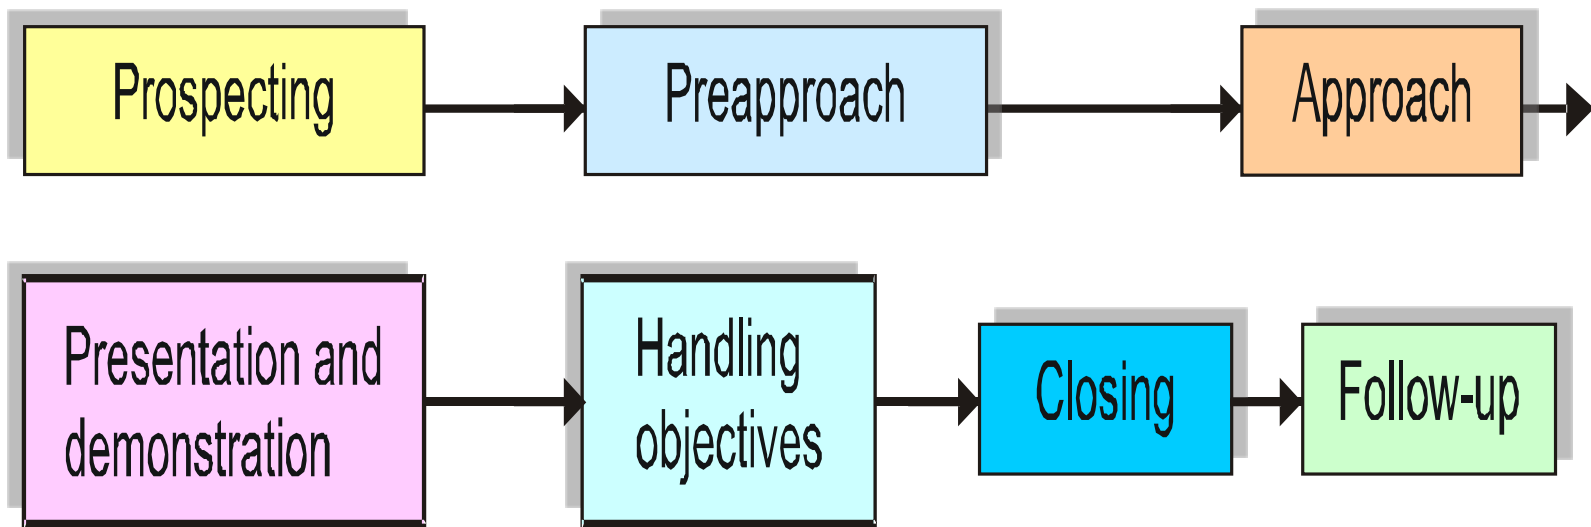 Prospecting
Preapproach
Approach
Presentation and
demonstration
Handling
objectives
Closing
Follow-up